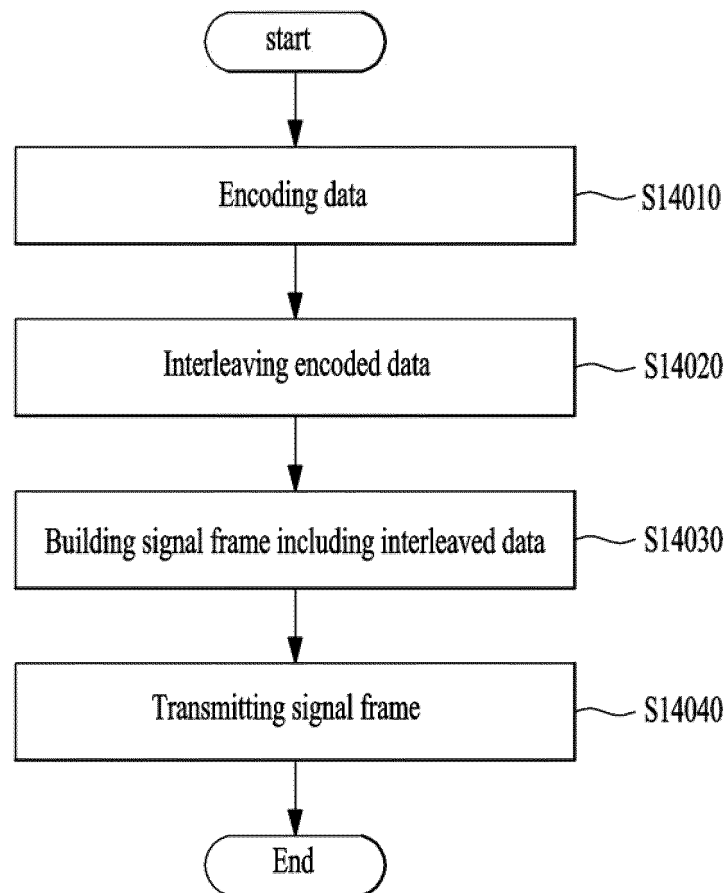 start
Encoding data
S14010
Interleaving encoded data
S14020
Building signal frame including interleaved data
S14030
Transmitting signal frame
S14040
End